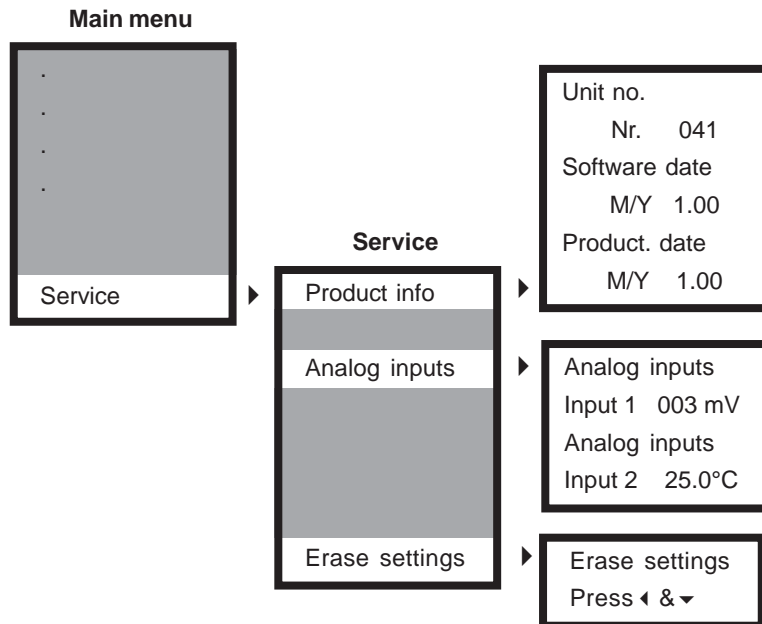 Main menu
.
.
.
.
Service
Service
Product info
Analog inputs
Erase settings
Unit no.
Nr. 041
Software date
M/Y 1.00
Product. date
M/Y 1.00
Analog inputs
Input 1 003 mV
Analog inputs
Input 2 25.0°C
Erase settings
Press ◂ & ▾